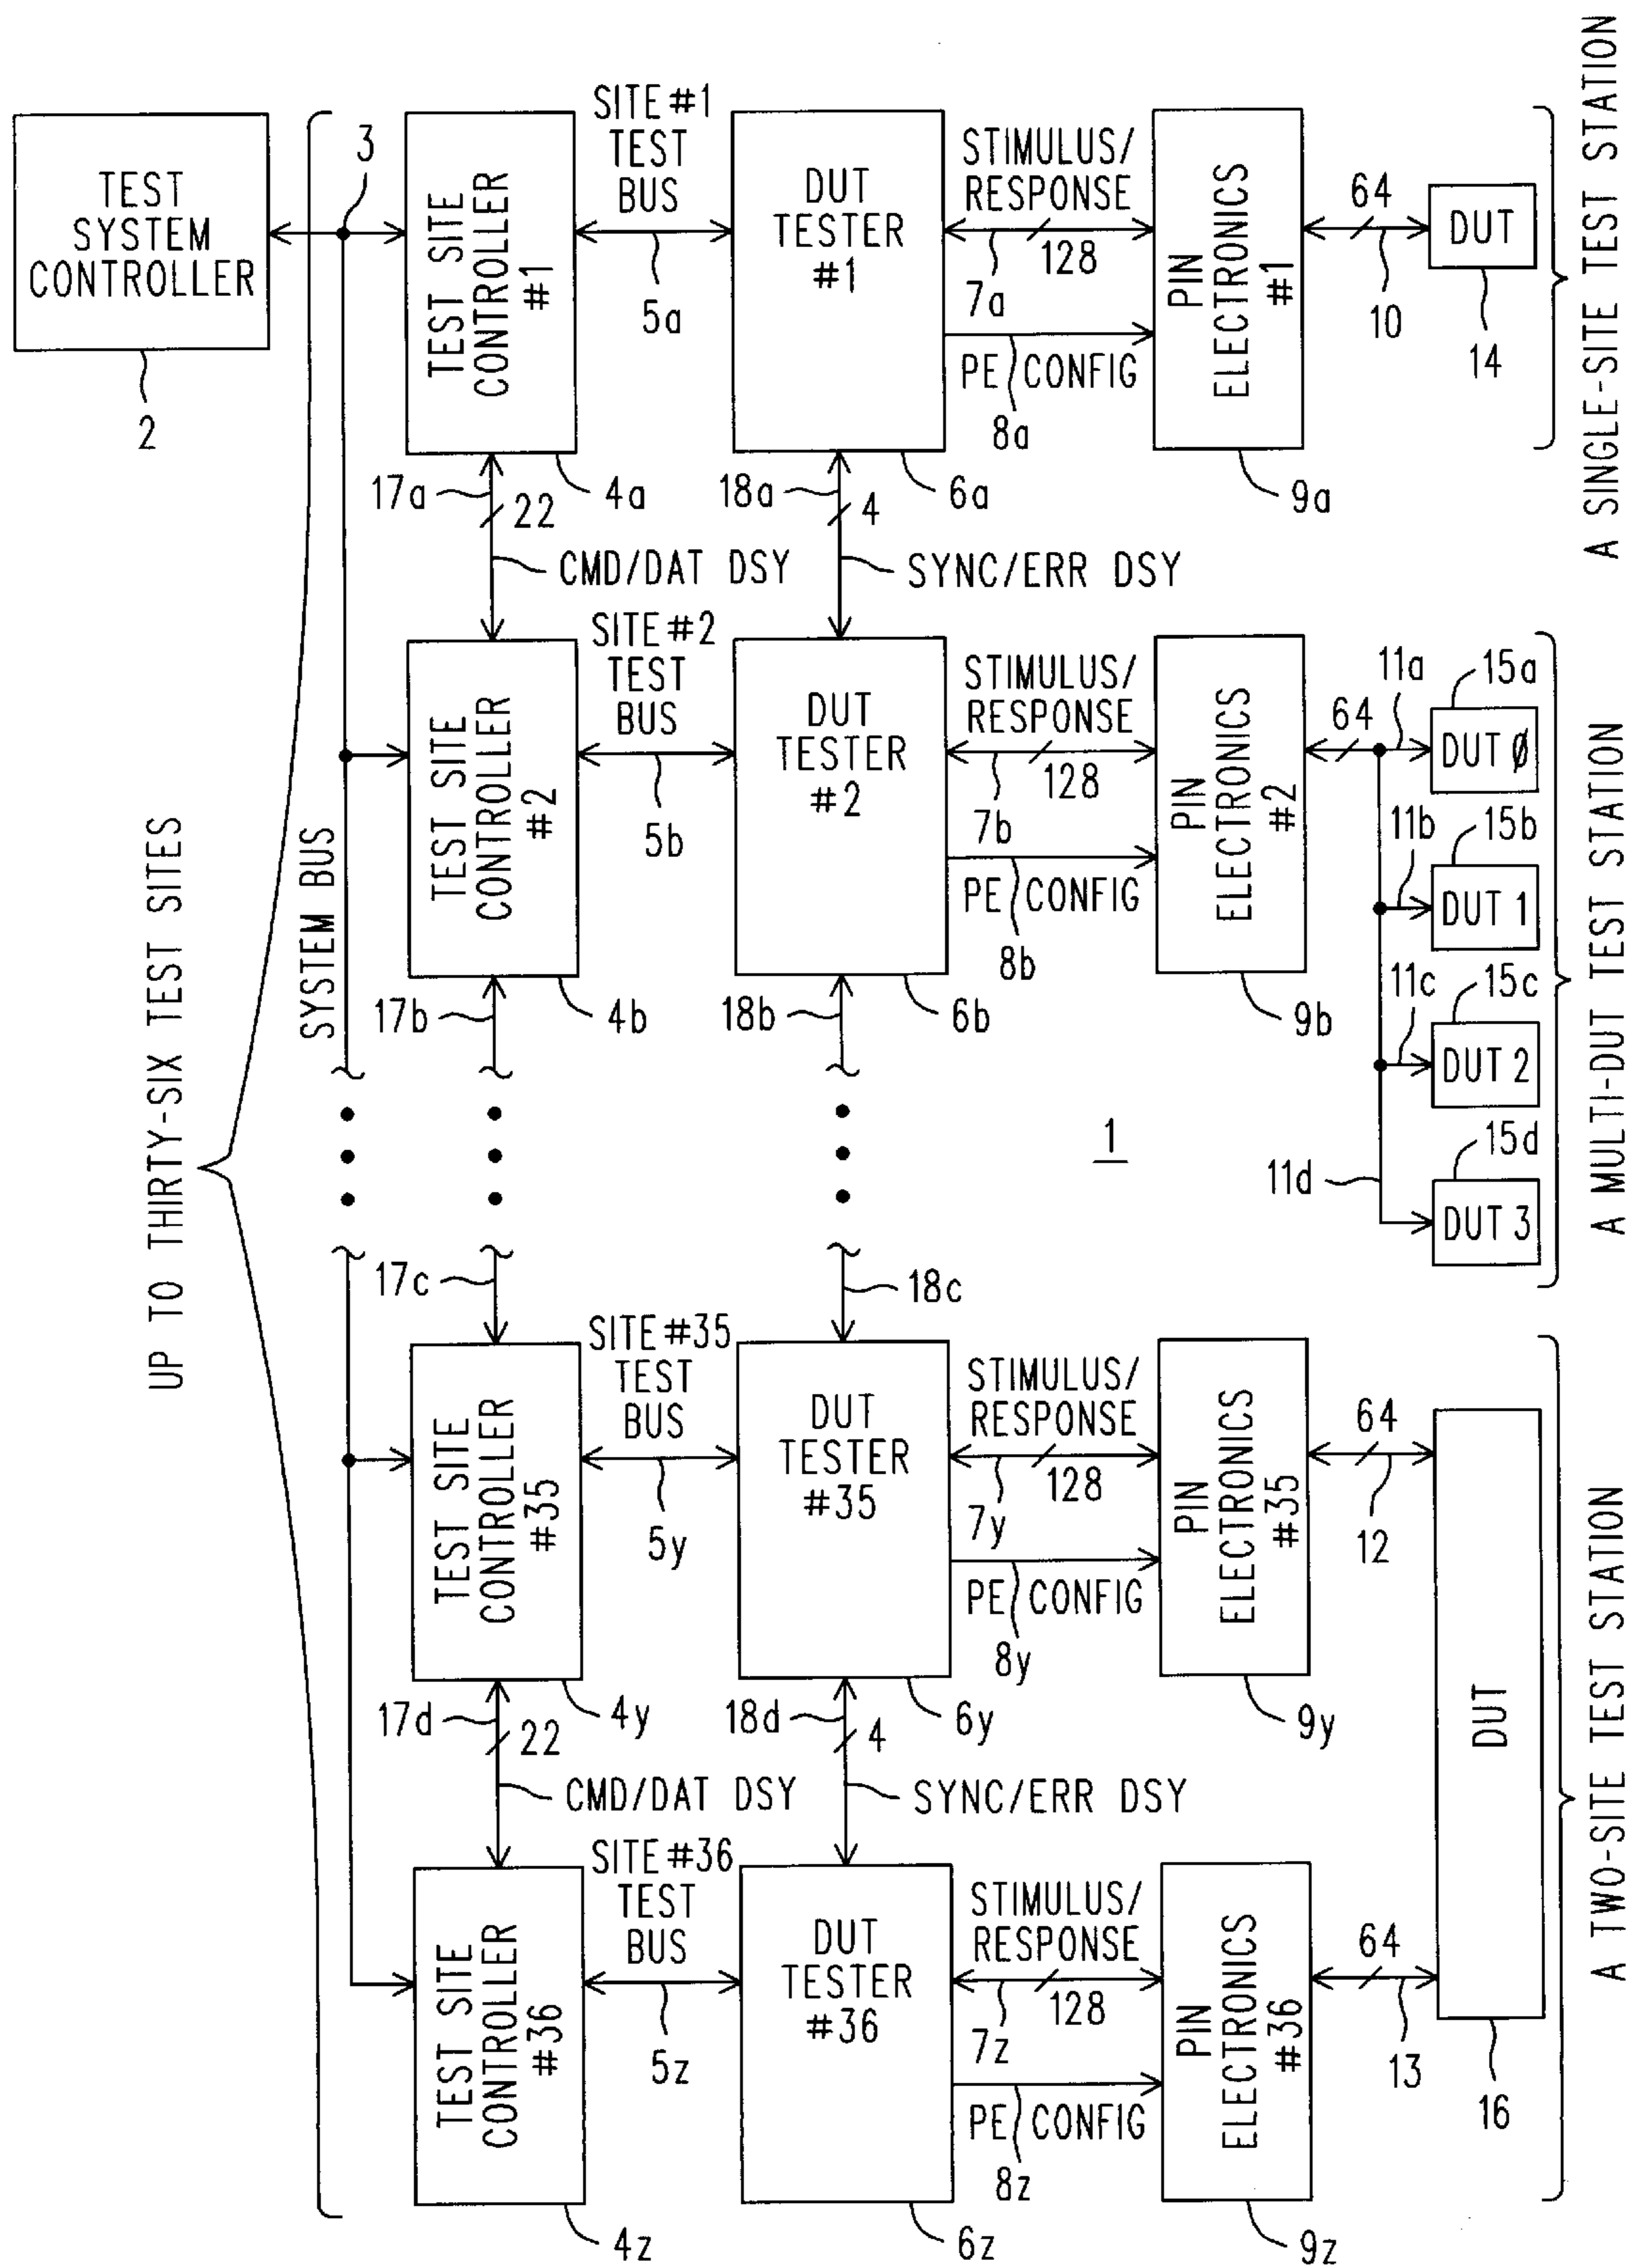 TEST
SYSTEM
CONTROLLER
2
3
UP TO THIRTY-SIX TEST SITES
SYSTEM BUS
TEST SITE
CONTROLLER
#1
4a
SITE #1
TEST
BUS
5a
DUT
TESTER
#1
6a
STIMULUS/
RESPONSE
128
7a
PE CONFIG
8a
PIN
ELECTRONICS
#1
9a
64
10
DUT
14
A SINGLE-SITE TEST STATION
17a
22
CMD/DAT DSY
18a
4
SYNC/ERR DSY
TEST SITE
CONTROLLER
#2
4b
SITE #2
TEST
BUS
5b
DUT
TESTER
#2
6b
STIMULUS/
RESPONSE
128
7b
PE CONFIG
8b
PIN
ELECTRONICS
#2
9b
64
11a
15a
DUT Ø
11b
15b
DUT 1
11c
15c
DUT 2
11d
15d
DUT 3
A MULTI-DUT TEST STATION
17b
18b
1
17c
18c
TEST SITE
CONTROLLER
#35
4y
SITE #35
TEST
BUS
5y
DUT
TESTER
#35
6y
STIMULUS/
RESPONSE
128
7y
PE CONFIG
8y
PIN
ELECTRONICS
#35
9y
64
12
DUT
16
A TWO-SITE TEST STATION
17d
22
CMD/DAT DSY
18d
4
SYNC/ERR DSY
TEST SITE
CONTROLLER
#36
4z
SITE #36
TEST
BUS
5z
DUT
TESTER
#36
6z
STIMULUS/
RESPONSE
128
7z
PE CONFIG
8z
PIN
ELECTRONICS
#36
9z
64
13